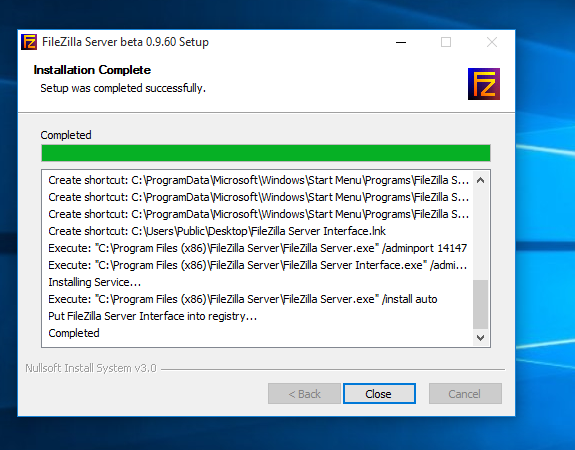 FileZilla Server beta 0.9.60 Setup
Installation Complete
Setup was completed successfully.
Completed
Create shortcut: C:\ProgramData\Microsoft\Windows\Start Menu\Programs\FileZilla S...
Create shortcut: C:\ProgramData\Microsoft\Windows\Start Menu\Programs\FileZilla S...
Create shortcut: C:\ProgramData\Microsoft\Windows\Start Menu\Programs\FileZilla S...
Create shortcut: C:\Users\Public\Desktop\FileZilla Server Interface.lnk
Execute: "C:\Program Files (x86)\FileZilla Server\FileZilla Server.exe" /adminport 14147
Execute: "C:\Program Files (x86)\FileZilla Server\FileZilla Server Interface.exe" /admi...
Installing Service...
Execute: "C:\Program Files (x86)\FileZilla Server\FileZilla Server.exe" /install auto
Put FileZilla Server Interface into registry...
Completed
Nullsoft Install System v3.0
< Back Close Cancel